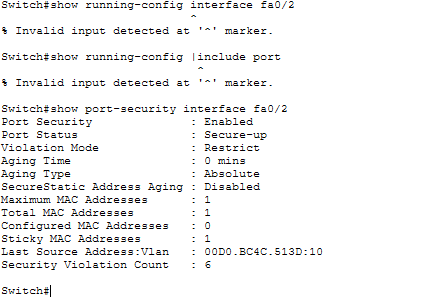 Switch#show running-config interface fa0/2
^
% Invalid input detected at '^' marker.
Switch#show running-config |include port
^
% Invalid input detected at '^' marker.
Switch#show port-security interface fa0/2
Port Security : Enabled
Port Status : Secure-up
Violation Mode : Restrict
Aging Time : 0 mins
Aging Type : Absolute
SecureStatic Address Aging : Disabled
Maximum MAC Addresses : 1
Total MAC Addresses : 1
Configured MAC Addresses : 0
Sticky MAC Addresses : 1
Last Source Address:Vlan : 00D0.BC4C.513D:10
Security Violation Count : 6
Switch#